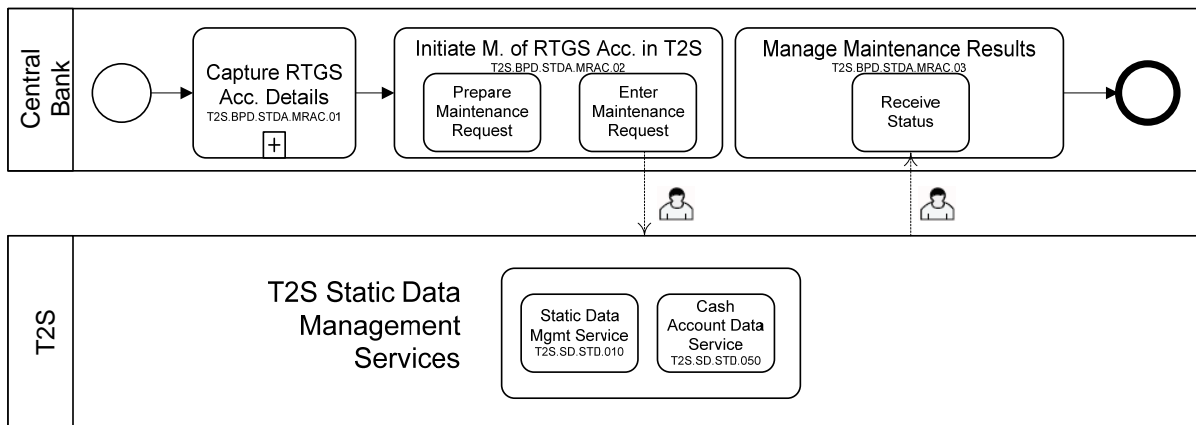 Central
Bank
Capture RTGS
Acc. Details
T2S.BPD.STDA.MRAC.01
+
Initiate M. of RTGS Acc. in T2S
T2S.BPD.STDA.MRAC.02
Prepare
Maintenance
Request
Enter
Maintenance
Request
Manage Maintenance Results
T2S.BPD.STDA.MRAC.03
Receive
Status
T2S
T2S Static Data
Management
Services
Static Data
Mgmt Service
T2S.SD.STD.010
Cash
Account Data
Service
T2S.SD.STD.050